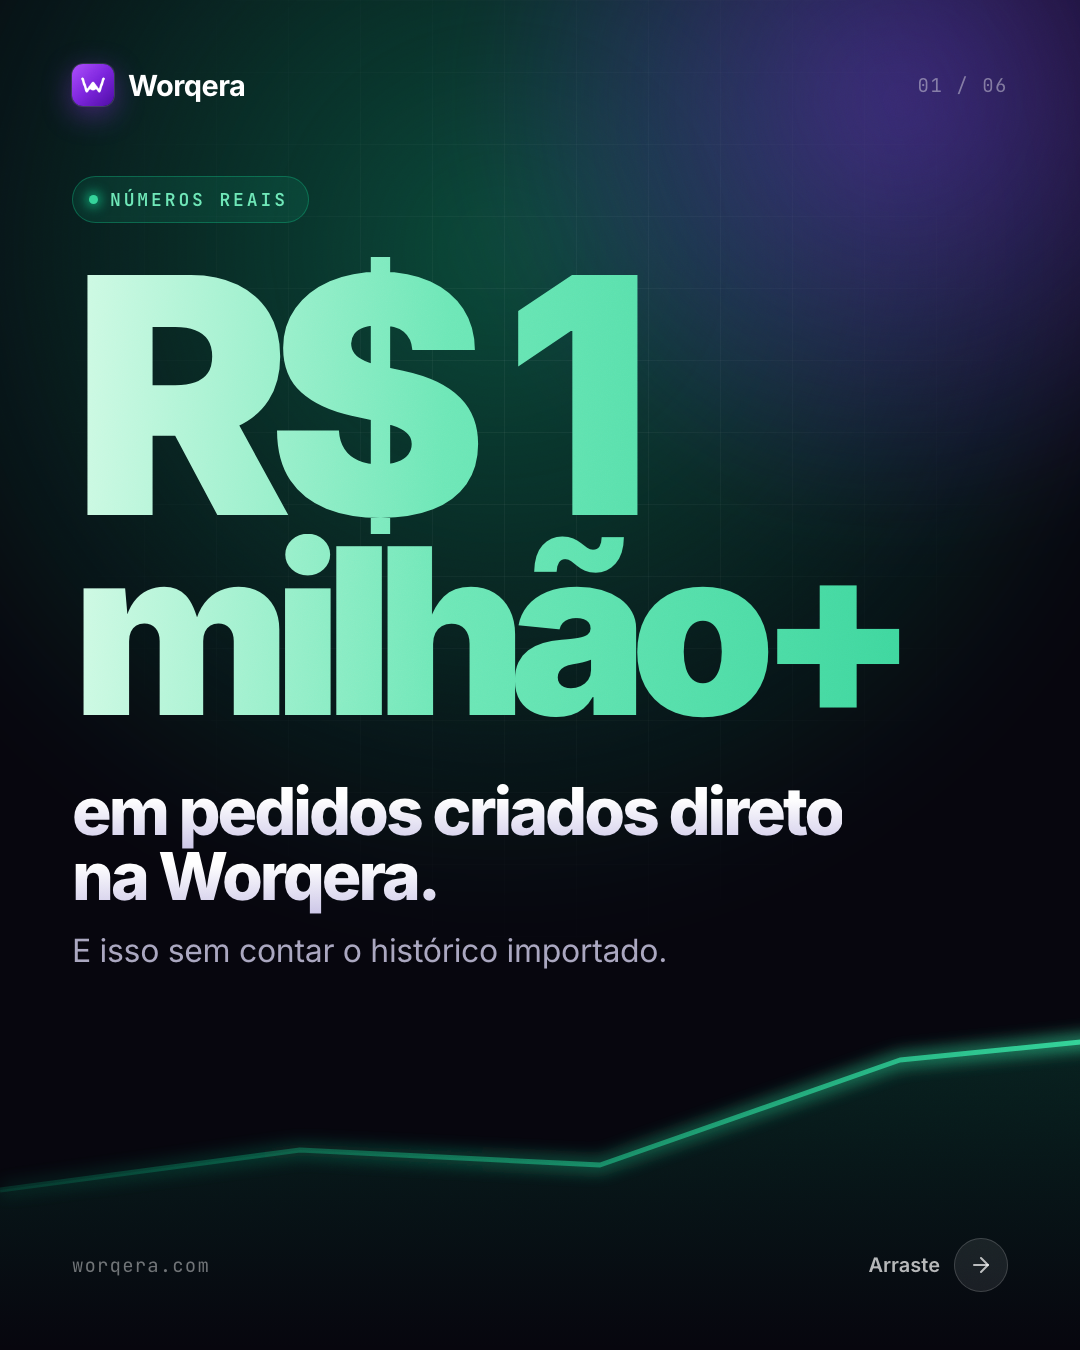 Worqera
01 / 06
NÚMEROS REAIS
R$ 1
milhão+
em pedidos criados direto
na Worqera.
E isso sem contar o histórico importado.
worqera.com
Arraste